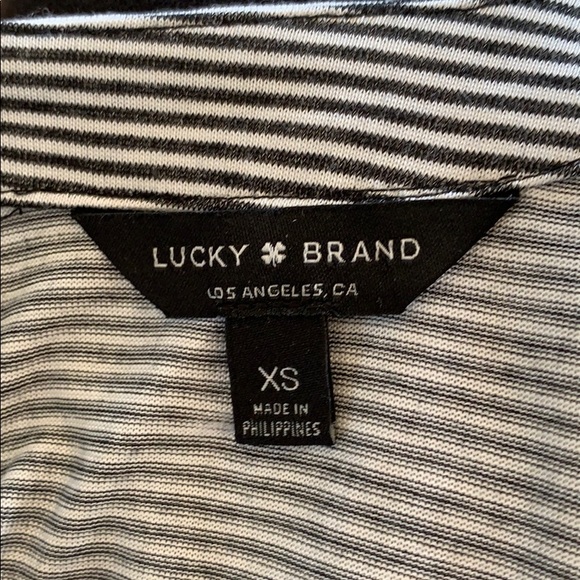 LUCKY BRAND
LOS ANGELES, CA
XS
MADE IN
PHILIPPINES